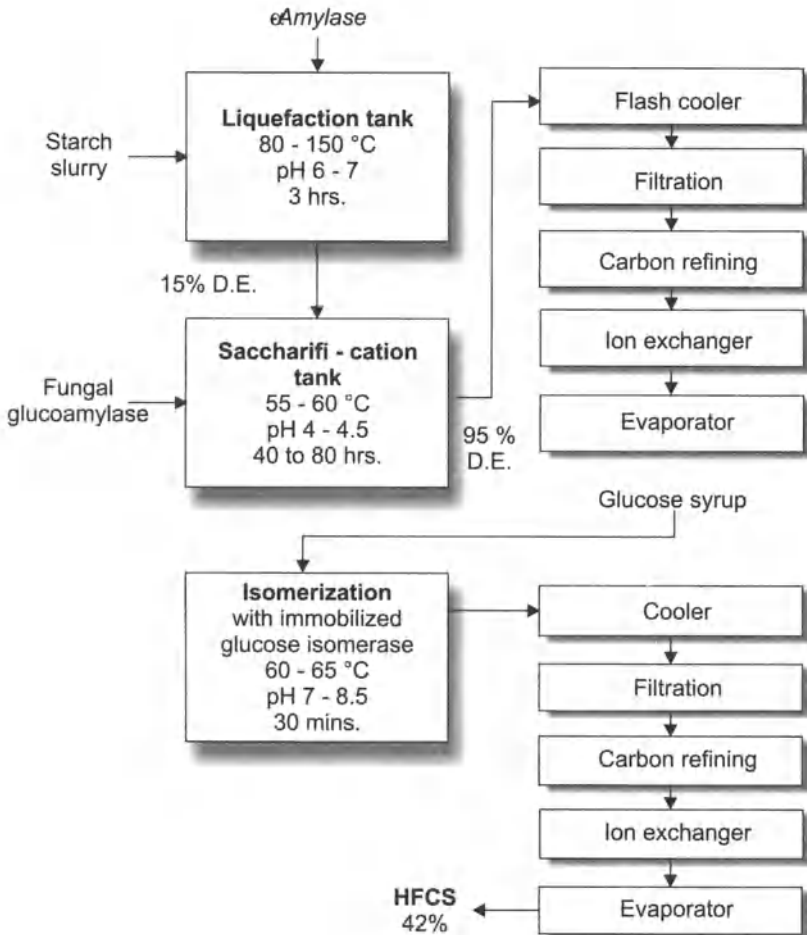 αAmylase
Liquefaction tank
80 - 150 °C
pH 6 - 7
3 hrs.
Starch
slurry
15% D.E.
Saccharifi - cation
tank
55 - 60 °C
pH 4 - 4.5
40 to 80 hrs.
Fungal
glucoamylase
95 %
D.E.
Flash cooler
Filtration
Carbon refining
Ion exchanger
Evaporator
Glucose syrup
Isomerization
with immobilized
glucose isomerase
60 - 65 °C
pH 7 - 8.5
30 mins.
Cooler
Filtration
Carbon refining
Ion exchanger
Evaporator
HFCS
42%